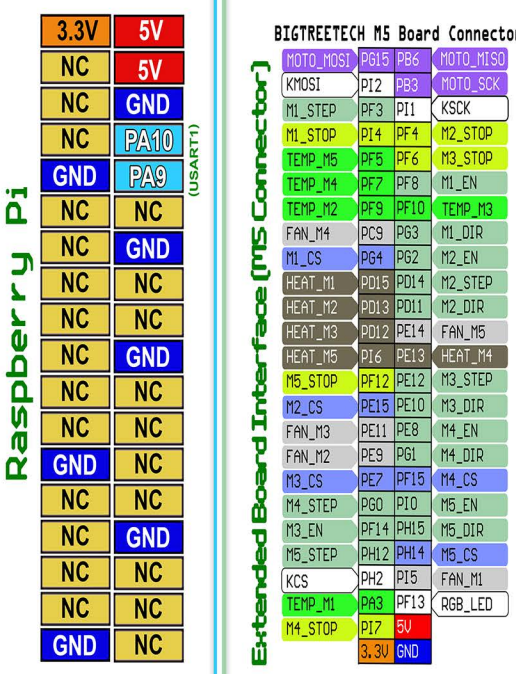 Raspberry Pi
3.3V 5V
NC 5V
NC GND
NC PA10
GND PA9
(USART1)
NC NC
NC GND
NC NC
NC NC
NC GND
NC NC
NC NC
GND NC
NC NC
NC GND
NC NC
NC NC
GND NC
Extended Board Interface (M5 Connector)
BIGTREETECH M5 Board Connector
MOTO_MOSI PG15 PB6 MOTO_MISO
KMOSI PI2 PB3 MOTO_SCK
M1_STEP PF3 PI1 KSCK
M1_STOP PI4 PF4 M2_STOP
TEMP_M5 PF5 PF6 M3_STOP
TEMP_M4 PF7 PF8 M1_EN
TEMP_M2 PF9 PF10 TEMP_M3
FAN_M4 PC9 PG3 M1_DIR
M1_CS PG4 PG2 M2_EN
HEAT_M1 PD15 PD14 M2_STEP
HEAT_M2 PD13 PD11 M2_DIR
HEAT_M3 PD12 PE14 FAN_M5
HEAT_M5 PI6 PE13 HEAT_M4
M5_STOP PF12 PE12 M3_STEP
M2_CS PE15 PE10 M3_DIR
FAN_M3 PE11 PE8 M4_EN
FAN_M2 PE9 PG1 M4_DIR
M3_CS PE7 PF15 M4_CS
M4_STEP PG0 PI0 M5_EN
M3_EN PF14 PH15 M5_DIR
M5_STEP PH12 PH14 M5_CS
KCS PH2 PI5 FAN_M1
TEMP_M1 PA3 PF13 RGB_LED
M4_STOP PI7 5V
3.3V GND